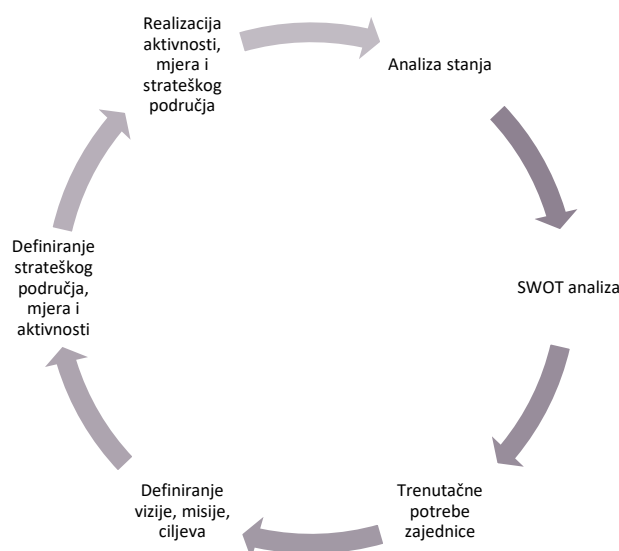 Realizacija
aktivnosti,
mjera i
strateškog
područja
Analiza stanja
SWOT analiza
Trenutačne
potrebe
zajednice
Definiranje
vizije, misije,
ciljeva
Definiranje
strateškog
područja,
mjera i
aktivnosti